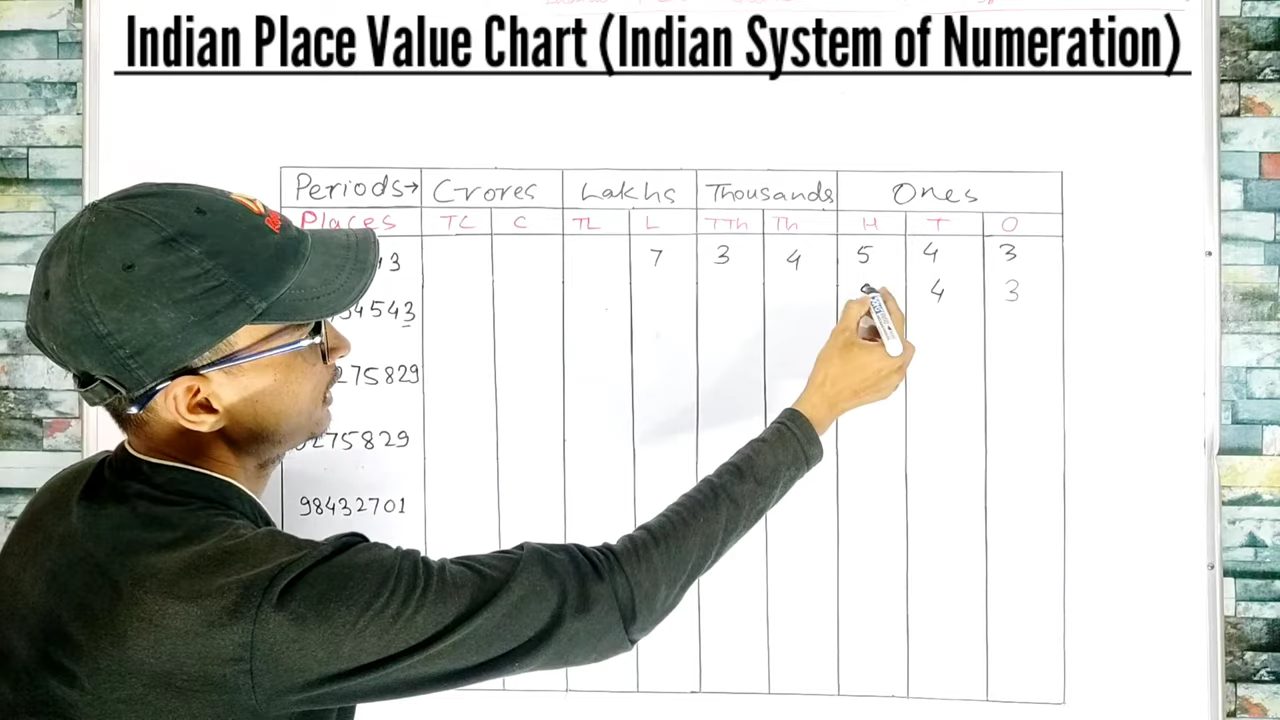 Indian Place Value Chart (Indian System of Numeration)
Periods→ Crores Lakhs Thousands Ones
Places TC C TL L TTh Th H T O
7 3 4 5 4 3
4543 4 3
275829
275829
98432701